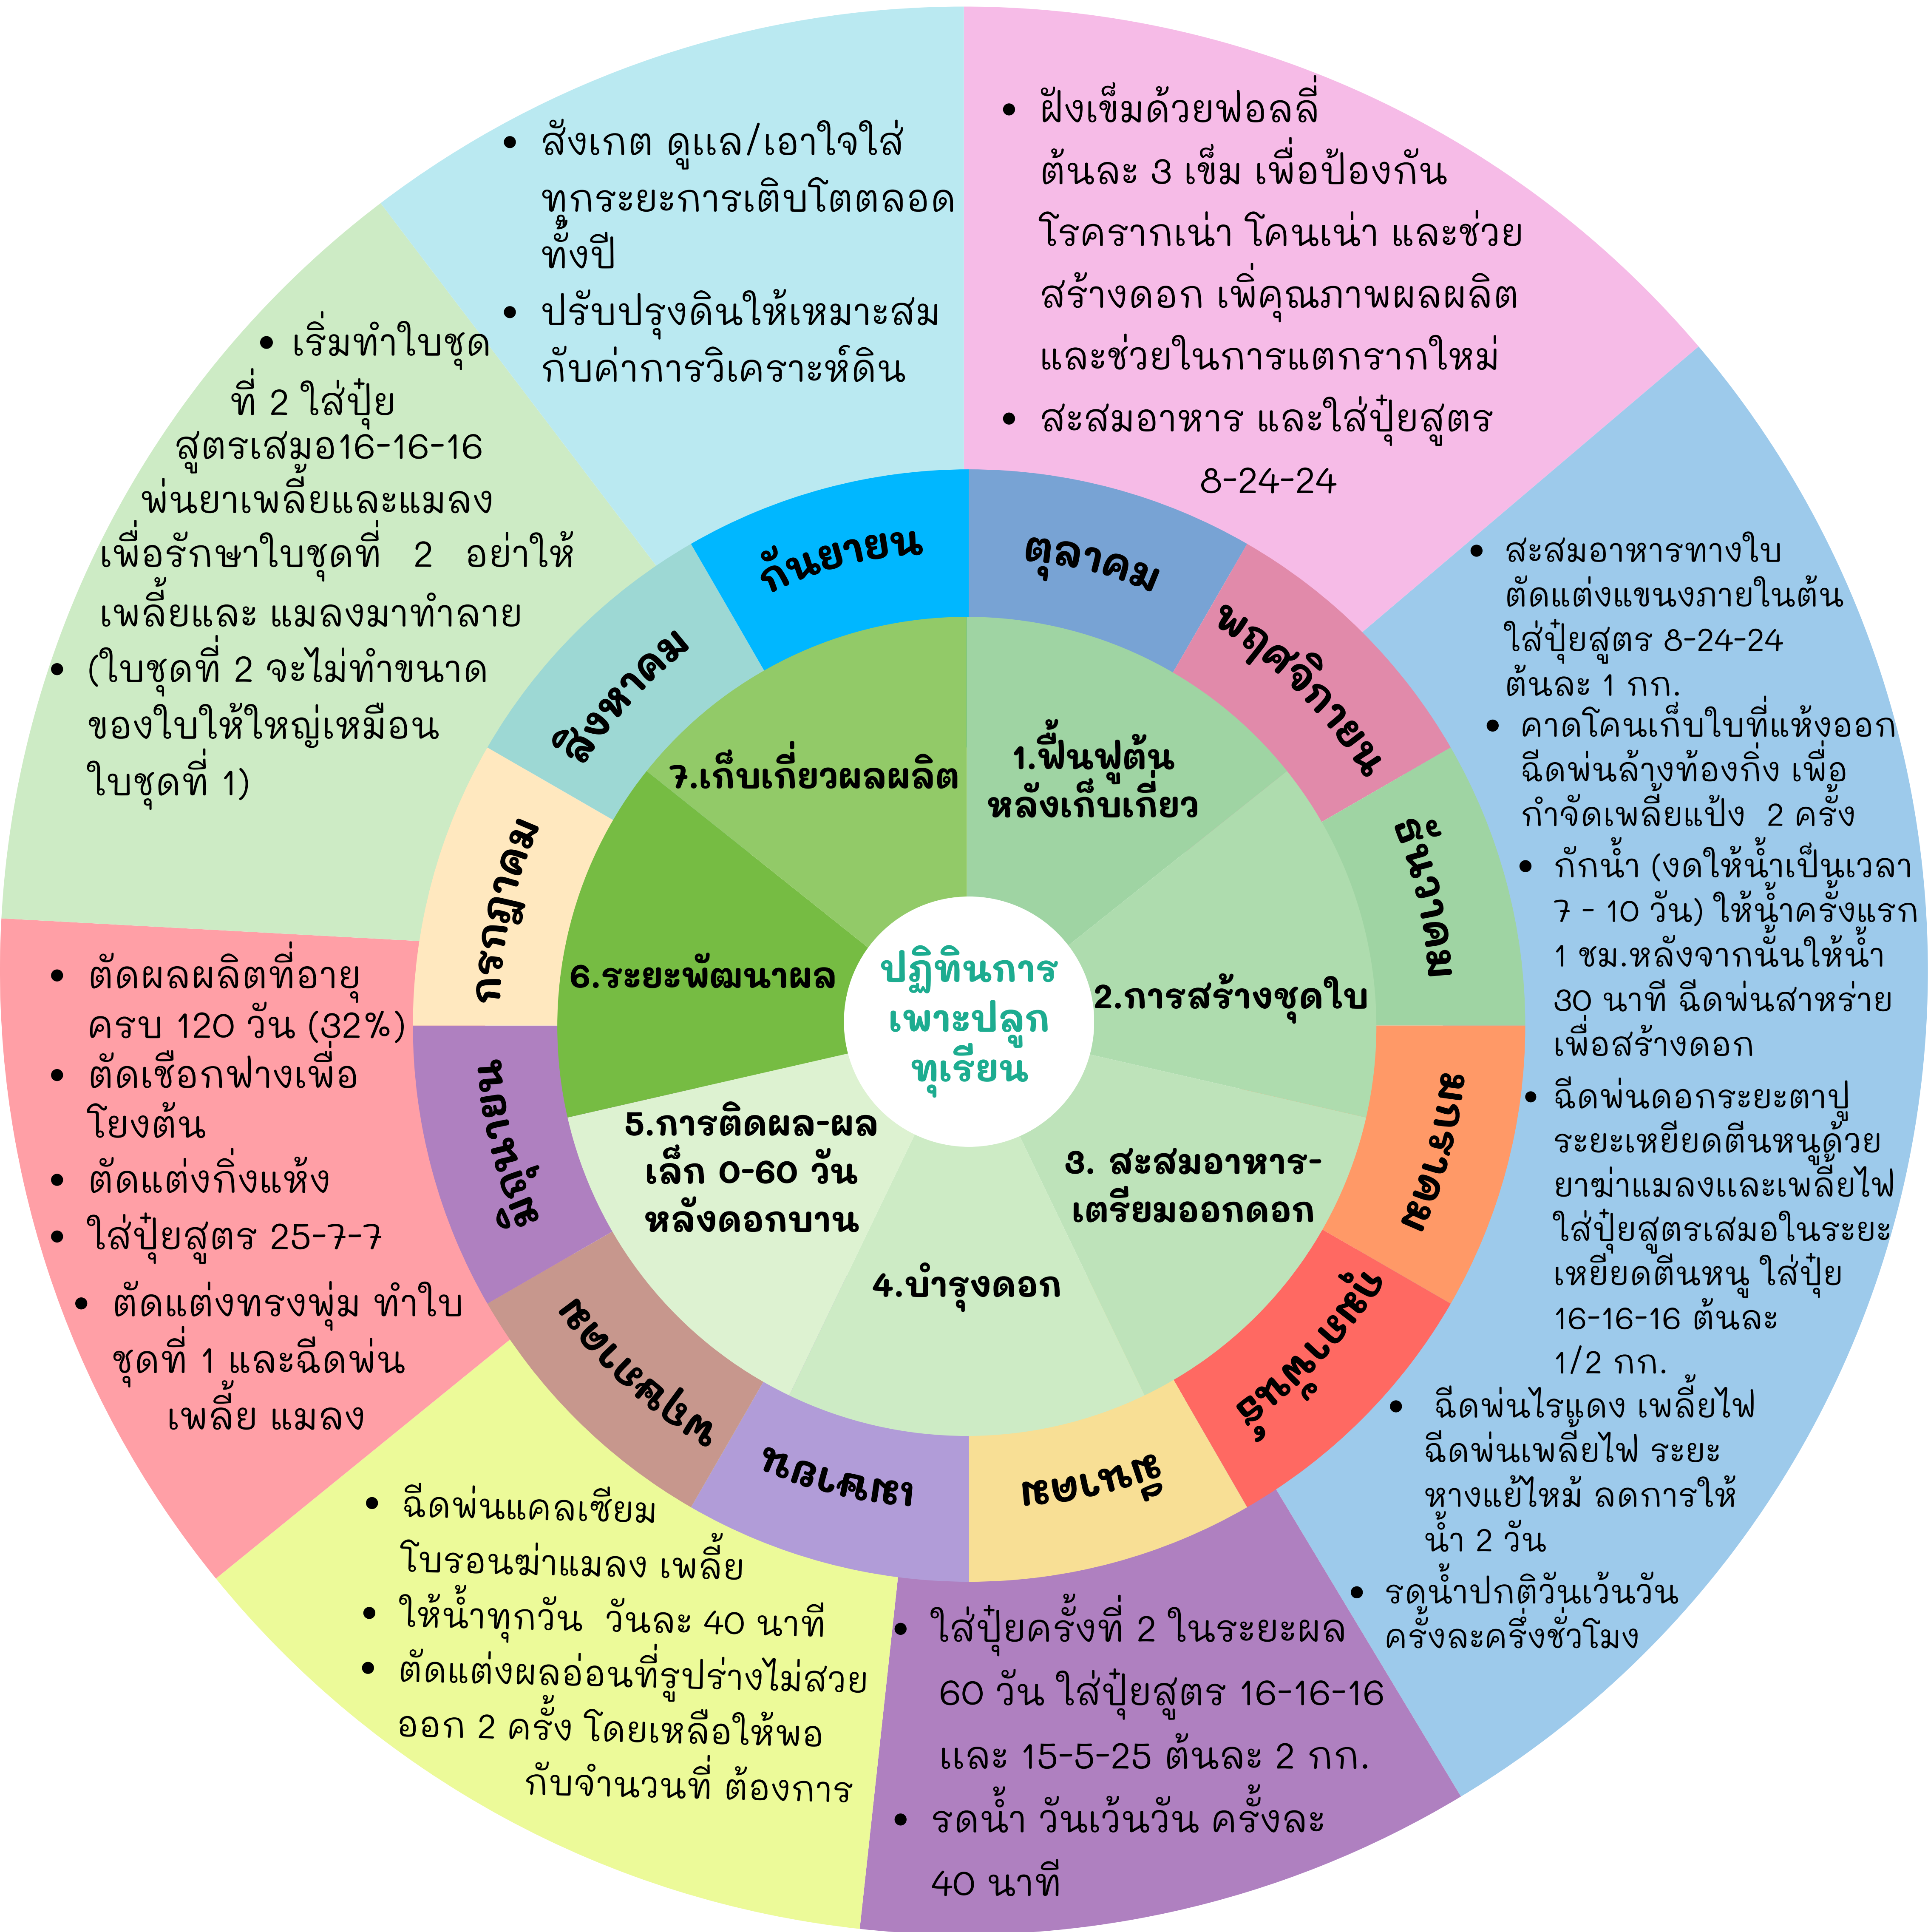 ปฏิทินการ
เพาะปลูก
ทุเรียน
1.ฟื้นฟูต้น
หลังเก็บเกี่ยว
2.การสร้างชุดใบ
3. สะสมอาหาร-
เตรียมออกดอก
4.บำรุงดอก
5.การติดผล-ผล
เล็ก 0-60 วัน
หลังดอกบาน
6.ระยะพัฒนาผล
7.เก็บเกี่ยวผลผลิต
ตุลาคม
พฤศจิกายน
ธันวาคม
มกราคม
กุมภาพันธ์
มีนาคม
เมษายน
พฤษภาคม
มิถุนายน
กรกฎาคม
สิงหาคม
กันยายน
• ฝังเข็มด้วยฟอลลี่
ต้นละ 3 เข็ม เพื่อป้องกัน
โรครากเน่า โคนเน่า และช่วย
สร้างดอก เพิ่คุณภาพผลผลิต
และช่วยในการแตกรากใหม่
• สะสมอาหาร และใส่ปุ๋ยสูตร
8-24-24
• สะสมอาหารทางใบ
ตัดแต่งแขนงภายในต้น
ใส่ปุ๋ยสูตร 8-24-24
ต้นละ 1 กก.
• คาดโคนเก็บใบที่แห้งออก
ฉีดพ่นล้างท้องกิ่ง เพื่อ
กำจัดเพลี้ยแป้ง 2 ครั้ง
• กักน้ำ (งดให้น้ำเป็นเวลา
7 - 10 วัน) ให้น้ำครั้งแรก
1 ชม.หลังจากนั้นให้น้ำ
30 นาที ฉีดพ่นสาหร่าย
เพื่อสร้างดอก
• ฉีดพ่นดอกระยะตาปู
ระยะเหยียดตีนหนูด้วย
ยาฆ่าแมลงและเพลี้ยไฟ
ใส่ปุ๋ยสูตรเสมอในระยะ
เหยียดตีนหนู ใส่ปุ๋ย
16-16-16 ต้นละ
1/2 กก.
• ฉีดพ่นไรแดง เพลี้ยไฟ
ฉีดพ่นเพลี้ยไฟ ระยะ
หางแย้ไหม้ ลดการให้
น้ำ 2 วัน
• รดน้ำปกติวันเว้นวัน
ครั้งละครึ่งชั่วโมง
• ใส่ปุ๋ยครั้งที่ 2 ในระยะผล
60 วัน ใส่ปุ๋ยสูตร 16-16-16
และ 15-5-25 ต้นละ 2 กก.
• รดน้ำ วันเว้นวัน ครั้งละ
40 นาที
• ฉีดพ่นแคลเซียม
โบรอนฆ่าแมลง เพลี้ย
• ให้น้ำทุกวัน วันละ 40 นาที
• ตัดแต่งผลอ่อนที่รูปร่างไม่สวย
ออก 2 ครั้ง โดยเหลือให้พอ
กับจำนวนที่ ต้องการ
• ตัดผลผลิตที่อายุ
ครบ 120 วัน (32%)
• ตัดเชือกฟางเพื่อ
โยงต้น
• ตัดแต่งกิ่งแห้ง
• ใส่ปุ๋ยสูตร 25-7-7
• ตัดแต่งทรงพุ่ม ทำใบ
ชุดที่ 1 และฉีดพ่น
เพลี้ย แมลง
• เริ่มทำใบชุด
ที่ 2 ใส่ปุ๋ย
สูตรเสมอ16-16-16
พ่นยาเพลี้ยและแมลง
เพื่อรักษาใบชุดที่ 2 อย่าให้
เพลี้ยและ แมลงมาทำลาย
• (ใบชุดที่ 2 จะไม่ทำขนาด
ของใบให้ใหญ่เหมือน
ใบชุดที่ 1)
• สังเกต ดูแล/เอาใจใส่
ทุกระยะการเติบโตตลอด
ทั้งปี
• ปรับปรุงดินให้เหมาะสม
กับค่าการวิเคราะห์ดิน